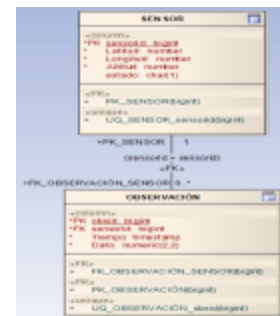 SENSOR
«column»
*PK sensorid: bigint
Latitud: number
Longitud: number
Altitud: number
estado: char(1)
«PK»
+ PK_SENSOR(bigint)
«unique»
+ UQ_SENSOR_sensorid(bigint)
+PK_SENSOR 1
(sensorid = sensorid)
«FK»
+FK_OBSERVACIÓN_SENSOR 0..*
OBSERVACIÓN
«column»
*PK obsid: bigint
*FK sensorid: bigint
Tiempo: timestamp
Dato: numeric(2,2)
«FK»
+ FK_OBSERVACIÓN_SENSOR(bigint)
«PK»
+ PK_OBSERVACIÓN(bigint)
«unique»
+ UQ_OBSERVACIÓN_obsid(bigint)